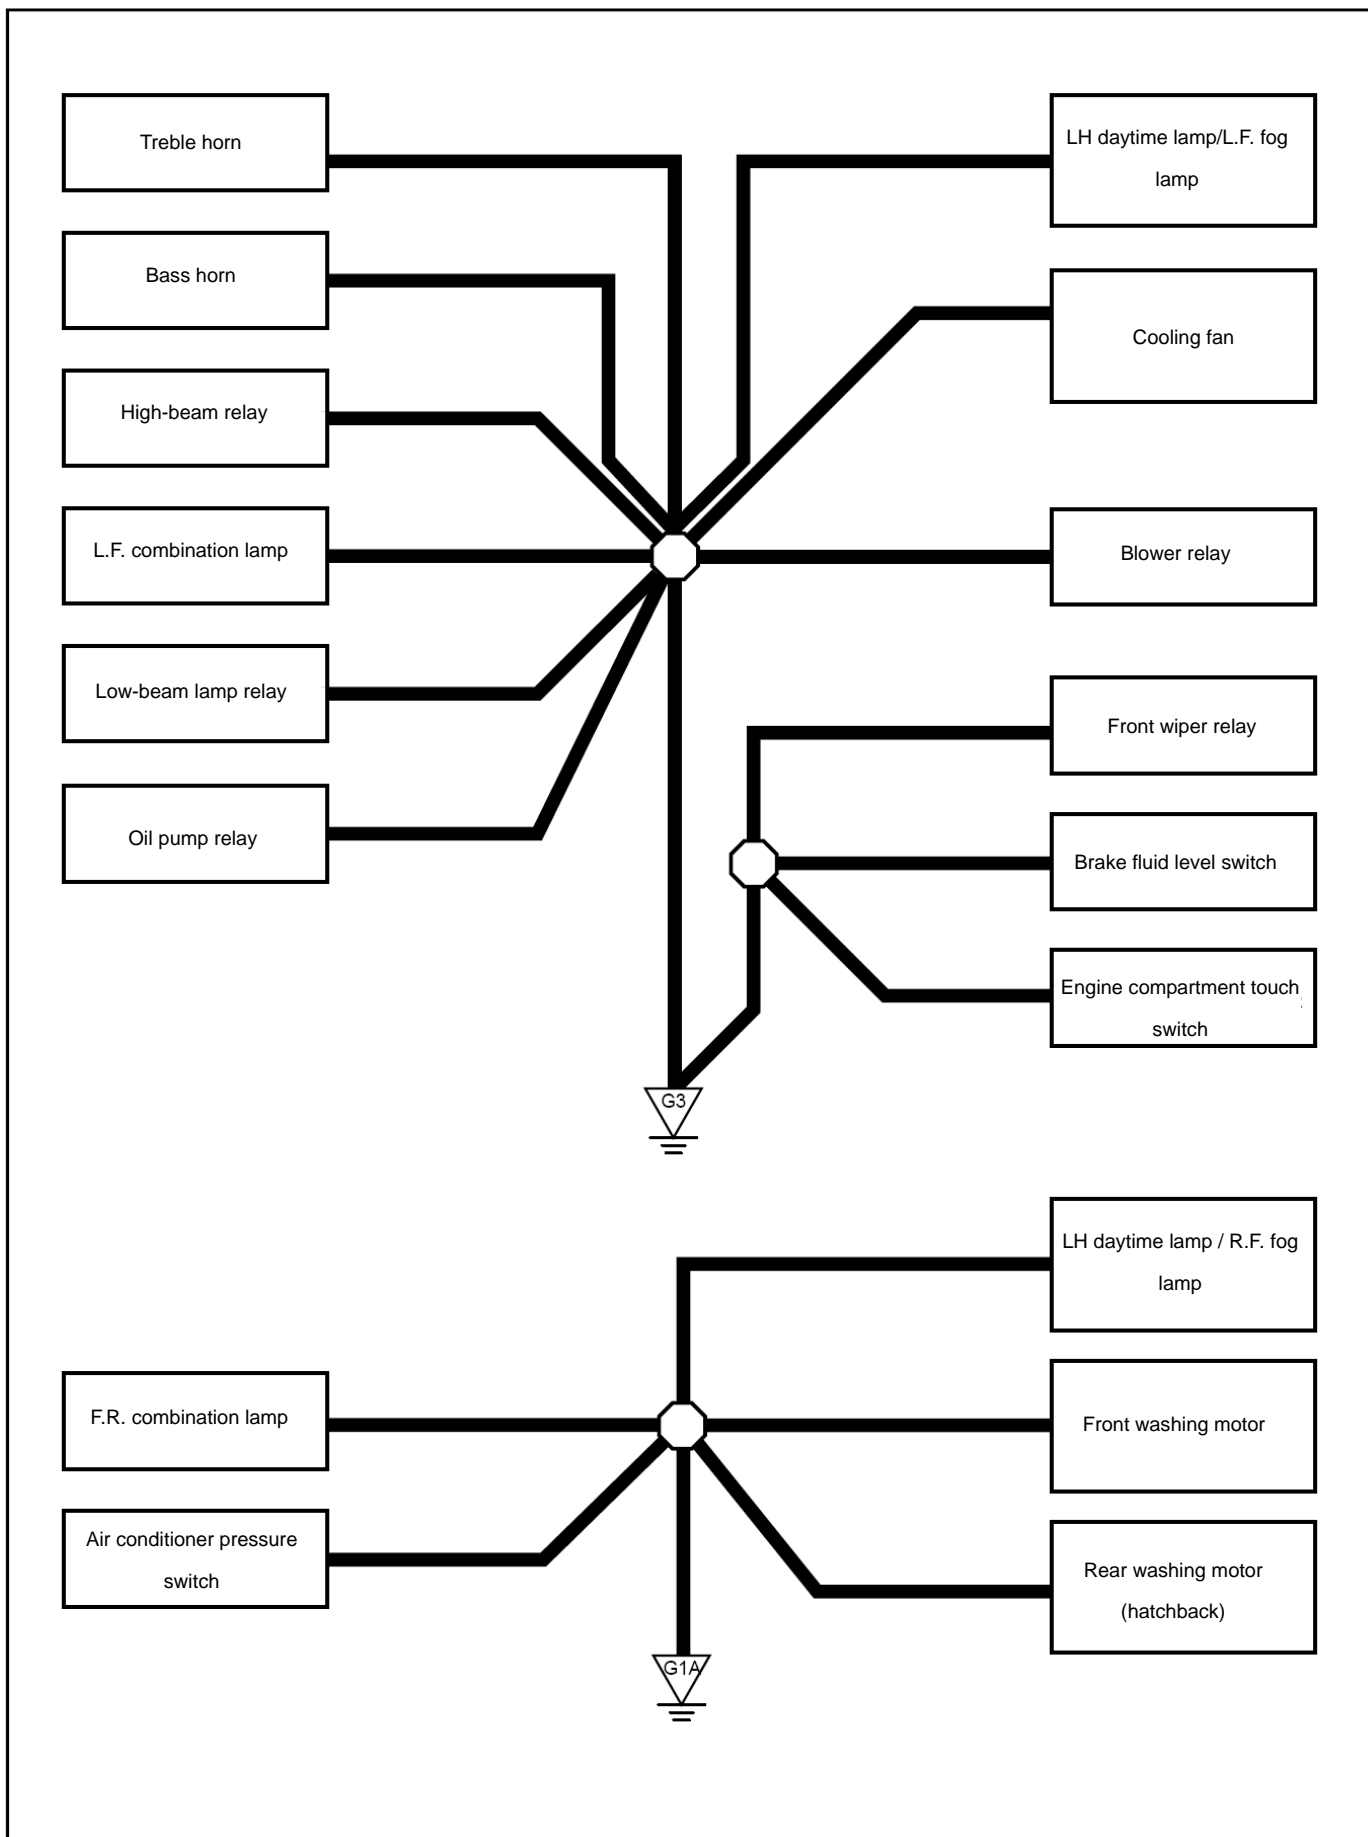 Treble horn
LH daytime lamp/L.F. fog
lamp
Bass horn
Cooling fan
High-beam relay
L.F. combination lamp
Blower relay
Low-beam lamp relay
Front wiper relay
Oil pump relay
Brake fluid level switch
Engine compartment touch
switch
G3
LH daytime lamp / R.F. fog
lamp
F.R. combination lamp
Front washing motor
Air conditioner pressure
switch
Rear washing motor
(hatchback)
G1A